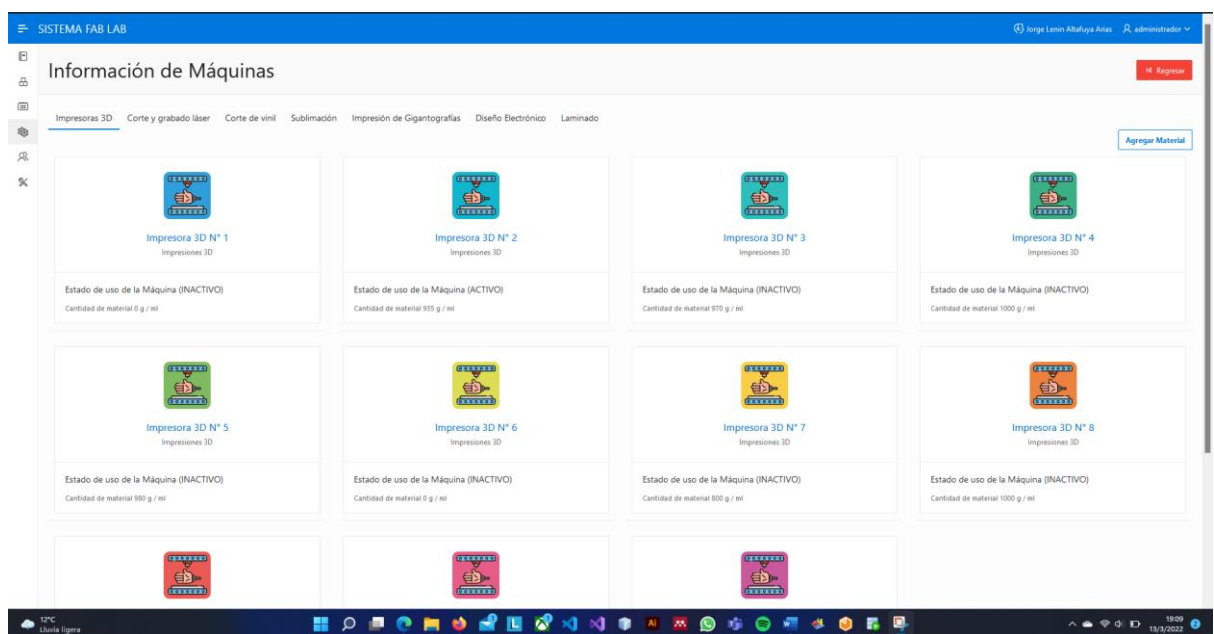 SISTEMA FAB LAB
Jorge Lenin Altafuya Arias administrador
Información de Máquinas
Regresar
Impresoras 3D Corte y grabado láser Corte de vinil Sublimación Impresión de Gigantografías Diseño Electrónico Laminado
Agregar Material
Impresora 3D N° 1 Impresora 3D N° 2 Impresora 3D N° 3 Impresora 3D N° 4
Impresiones 3D Impresiones 3D Impresiones 3D Impresiones 3D
Estado de uso de la Máquina (INACTIVO) Estado de uso de la Máquina (ACTIVO) Estado de uso de la Máquina (INACTIVO) Estado de uso de la Máquina (INACTIVO)
Cantidad de material 0 g / ml Cantidad de material 935 g / ml Cantidad de material 970 g / ml Cantidad de material 1000 g / ml
Impresora 3D N° 5 Impresora 3D N° 6 Impresora 3D N° 7 Impresora 3D N° 8
Impresiones 3D Impresiones 3D Impresiones 3D Impresiones 3D
Estado de uso de la Máquina (INACTIVO) Estado de uso de la Máquina (INACTIVO) Estado de uso de la Máquina (INACTIVO) Estado de uso de la Máquina (INACTIVO)
Cantidad de material 980 g / ml Cantidad de material 0 g / ml Cantidad de material 800 g / ml Cantidad de material 1000 g / ml
12°C
Lluvia ligera
19:09
13/3/2022